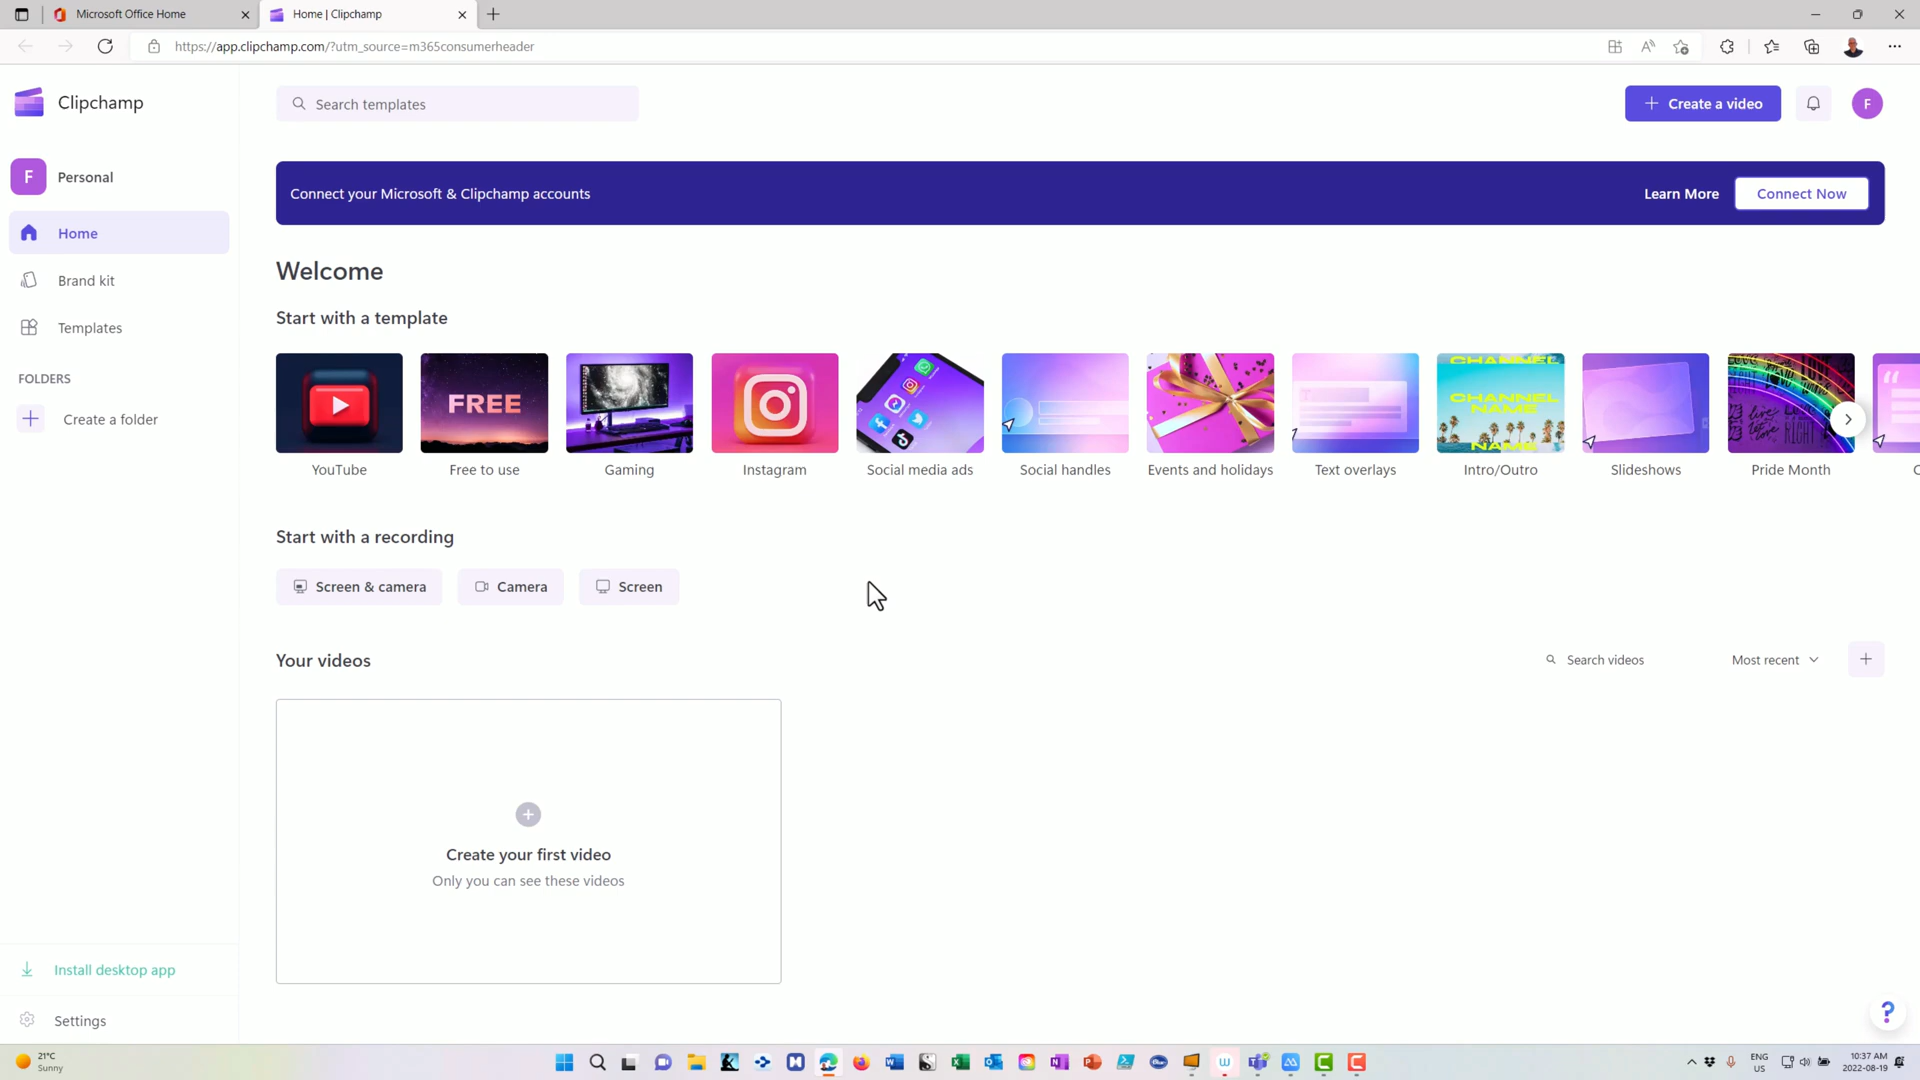 Microsoft Office Home
Home | Clipchamp
https://app.clipchamp.com/?utm_source=m365consumerheader
Clipchamp
Search templates
Create a video
F
F
Personal
Connect your Microsoft & Clipchamp accounts
Learn More
Connect Now
Home
Brand kit
Templates
FOLDERS
Create a folder
Welcome
Start with a template
FREE
CHANNEL
CHANNEL
NAME
NAME
YouTube
Free to use
Gaming
Instagram
Social media ads
Social handles
Events and holidays
Text overlays
Intro/Outro
Slideshows
Pride Month
Start with a recording
Screen & camera
Camera
Screen
Your videos
Search videos
Most recent
Create your first video
Only you can see these videos
Install desktop app
Settings
?
21°C
Sunny
ENG
US
10:37 AM
2022-08-19